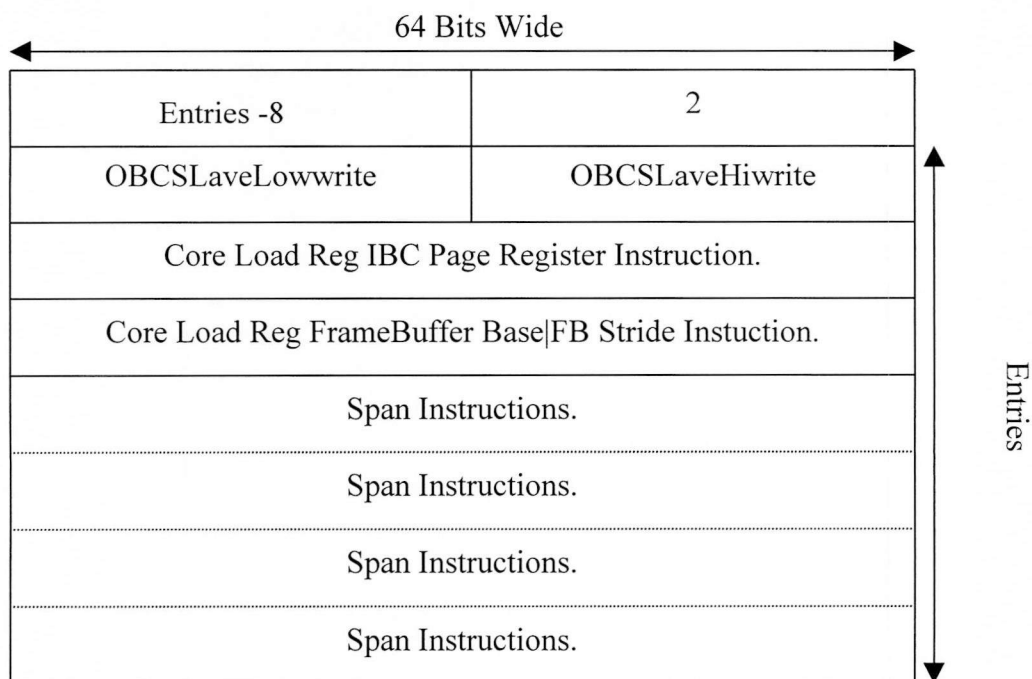 64 Bits Wide
Entries -8
2
OBCSLaveLowwrite
OBCSLaveHiwrite
Core Load Reg IBC Page Register Instruction.
Core Load Reg FrameBuffer Base|FB Stride Instuction.
Span Instructions.
Span Instructions.
Span Instructions.
Span Instructions.
Entries